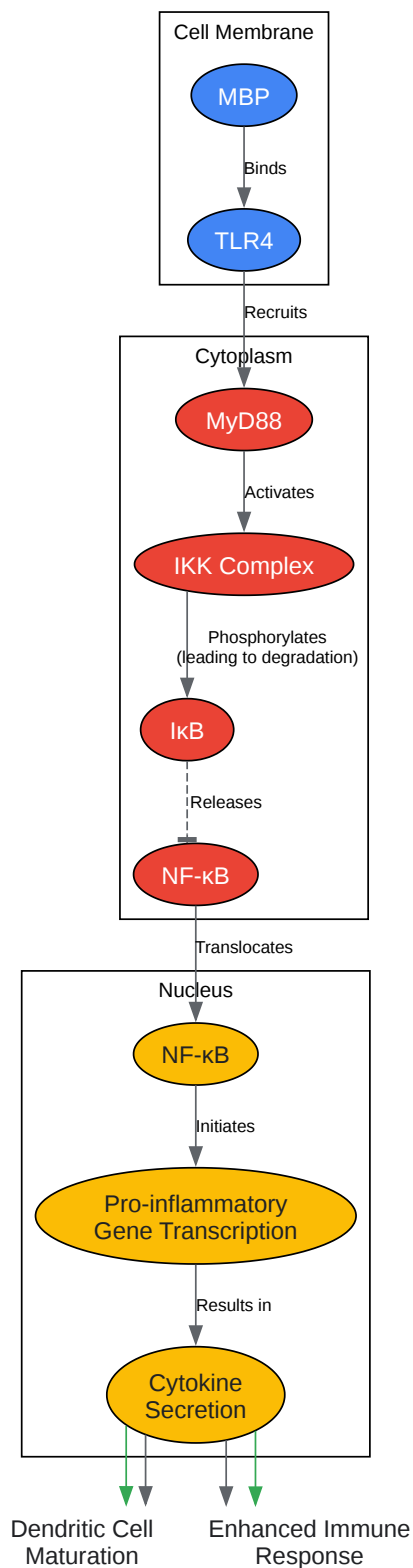 Cell Membrane
MBP
Binds
TLR4
Recruits
Cytoplasm
MyD88
Activates
IKK Complex
Phosphorylates
(leading to degradation)
IκB
Releases
NF-κB
Translocates
Nucleus
NF-κB
Initiates
Pro-inflammatory
Gene Transcription
Results in
Cytokine
Secretion
Dendritic Cell
Maturation
Enhanced Immune
Response